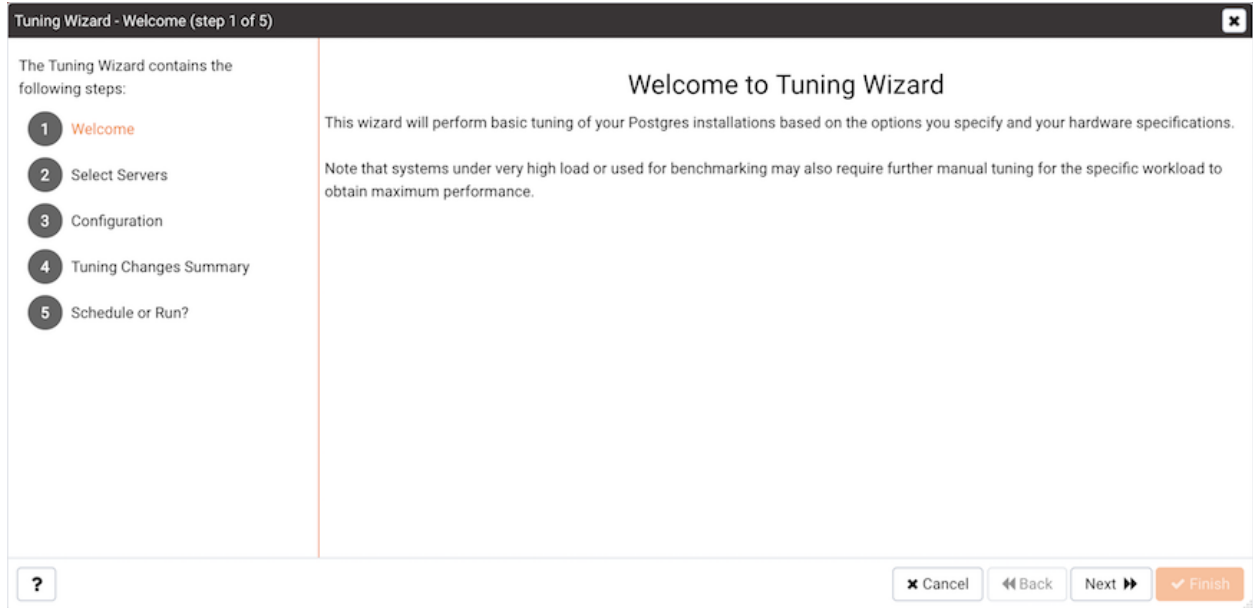 Tuning Wizard - Welcome (step 1 of 5)
The Tuning Wizard contains the
following steps:
1 Welcome
2 Select Servers
3 Configuration
4 Tuning Changes Summary
5 Schedule or Run?
Welcome to Tuning Wizard
This wizard will perform basic tuning of your Postgres installations based on the options you specify and your hardware specifications.
Note that systems under very high load or used for benchmarking may also require further manual tuning for the specific workload to
obtain maximum performance.
? Cancel Back Next Finish